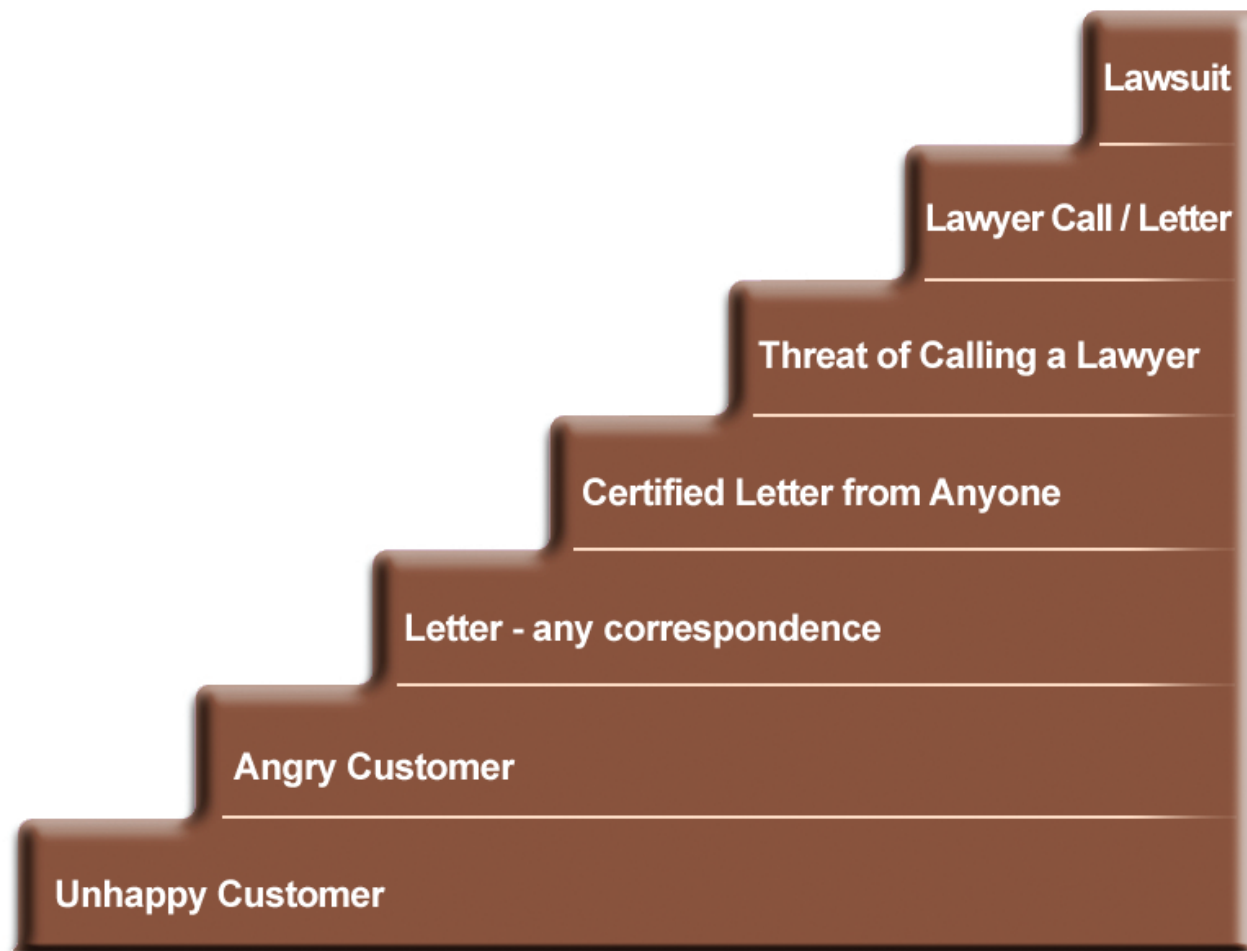 Lawsuit
Lawyer Call / Letter
Threat of Calling a Lawyer
Certified Letter from Anyone
Letter - any correspondence
Angry Customer
Unhappy Customer